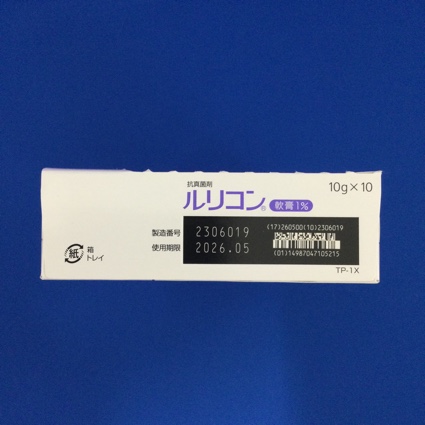 抗真菌剤
ルリコン® 軟膏1% 10g×10
製造番号 2306019
使用期限 2026.05
(17)260500(10)2306019
(01)14987047105215
紙 箱
トレイ
TP-1X